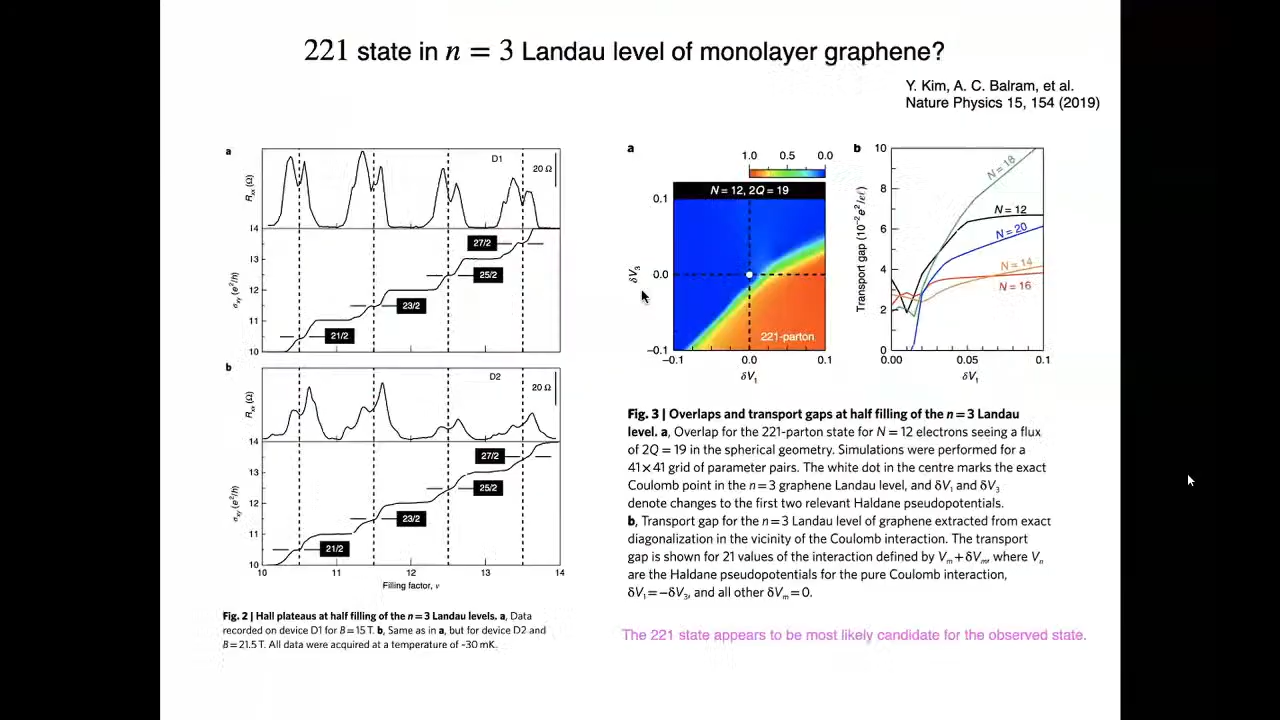 221 state in n = 3 Landau level of monolayer graphene?
Y. Kim, A. C. Balram, et al.
Nature Physics 15, 154 (2019)
a
D1
20 Ω
Rxx (Ω)
14
13
12
11
10
σxy (e²/h)
27/2
25/2
23/2
21/2
b
D2
20 Ω
Rxx (Ω)
14
13
12
11
10
σxy (e²/h)
27/2
25/2
23/2
21/2
10 11 12 13 14
Filling factor, ν
Fig. 2 | Hall plateaus at half filling of the n = 3 Landau levels. a, Data
recorded on device D1 for B = 15 T. b, Same as in a, but for device D2 and
B = 21.5 T. All data were acquired at a temperature of ~30 mK.
a
1.0 0.5 0.0
N = 12, 2Q = 19
0.1
0.0
−0.1
δV₃
221-parton
−0.1 0.0 0.1
δV₁
b
10
8
6
4
2
0
Transport gap (10⁻²e²/εℓ)
N = 18
N = 12
N = 20
N = 14
N = 16
0.00 0.05 0.1
δV₁
Fig. 3 | Overlaps and transport gaps at half filling of the n = 3 Landau
level. a, Overlap for the 221-parton state for N = 12 electrons seeing a flux
of 2Q = 19 in the spherical geometry. Simulations were performed for a
41 × 41 grid of parameter pairs. The white dot in the centre marks the exact
Coulomb point in the n = 3 graphene Landau level, and δV₁ and δV₃
denote changes to the first two relevant Haldane pseudopotentials.
b, Transport gap for the n = 3 Landau level of graphene extracted from exact
diagonalization in the vicinity of the Coulomb interaction. The transport
gap is shown for 21 values of the interaction defined by Vm + δVm, where Vn
are the Haldane pseudopotentials for the pure Coulomb interaction,
δV₁ = −δV₃, and all other δVm = 0.
The 221 state appears to be most likely candidate for the observed state.